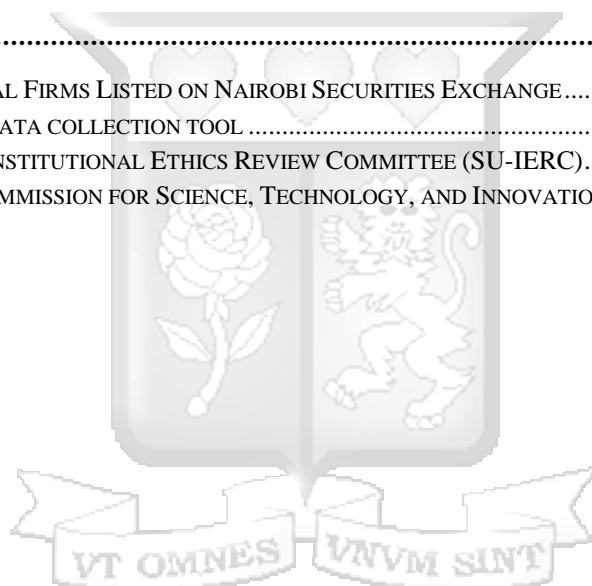 ................................................................................
AL FIRMS LISTED ON NAIROBI SECURITIES EXCHANGE....
ATA COLLECTION TOOL ......................................................
NSTITUTIONAL ETHICS REVIEW COMMITTEE (SU-IERC).
MMISSION FOR SCIENCE, TECHNOLOGY, AND INNOVATIO
VT OMNES VNVM SINT